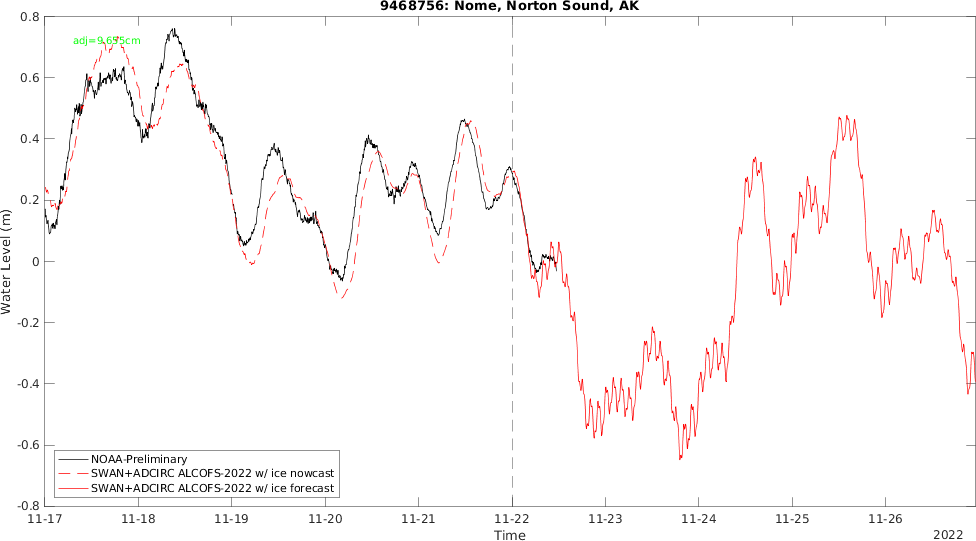 9468756: Nome, Norton Sound, AK
adj=9.655cm
Water Level (m)
0.8
0.6
0.4
0.2
0
-0.2
-0.4
-0.6
-0.8
NOAA-Preliminary
SWAN+ADCIRC ALCOFS-2022 w/ ice nowcast
SWAN+ADCIRC ALCOFS-2022 w/ ice forecast
11-17 11-18 11-19 11-20 11-21 11-22 11-23 11-24 11-25 11-26
Time
2022